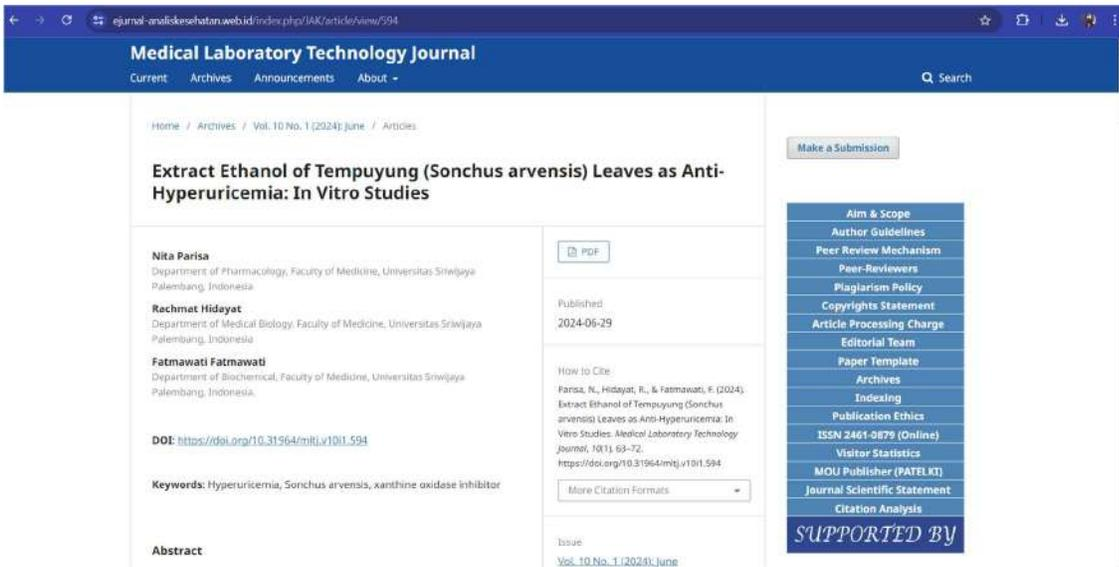 ejurnal-analiskesehatan.web.id/index.php/JAK/article/view/594
Medical Laboratory Technology Journal
Current Archives Announcements About
Search
Home / Archives / Vol. 10 No. 1 (2024): June / Articles
Extract Ethanol of Tempuyung (Sonchus arvensis) Leaves as Anti-
Hyperuricemia: In Vitro Studies
Nita Parisa
Department of Pharmacology, Faculty of Medicine, Universitas Sriwijaya
Palembang, Indonesia
Rachmat Hidayat
Department of Medical Biology, Faculty of Medicine, Universitas Sriwijaya
Palembang, Indonesia
Fatmawati Fatmawati
Department of Biochemical, Faculty of Medicine, Universitas Sriwijaya
Palembang, Indonesia.
DOI: https://doi.org/10.31964/mltj.v10i1.594
Keywords: Hyperuricemia, Sonchus arvensis, xanthine oxidase inhibitor
Abstract
PDF
Published
2024-06-29
How to Cite
Parisa, N., Hidayat, R., & Fatmawati, F. (2024).
Extract Ethanol of Tempuyung (Sonchus
arvensis) Leaves as Anti-Hyperuricemia: In
Vitro Studies. Medical Laboratory Technology
Journal, 10(1), 63–72.
https://doi.org/10.31964/mltj.v10i1.594
More Citation Formats
Issue
Vol. 10 No. 1 (2024): June
Make a Submission
Aim & Scope
Author Guidelines
Peer Review Mechanism
Peer-Reviewers
Plagiarism Policy
Copyrights Statement
Article Processing Charge
Editorial Team
Paper Template
Archives
Indexing
Publication Ethics
ISSN 2461-0879 (Online)
Visitor Statistics
MOU Publisher (PATELKI)
Journal Scientific Statement
Citation Analysis
SUPPORTED BY